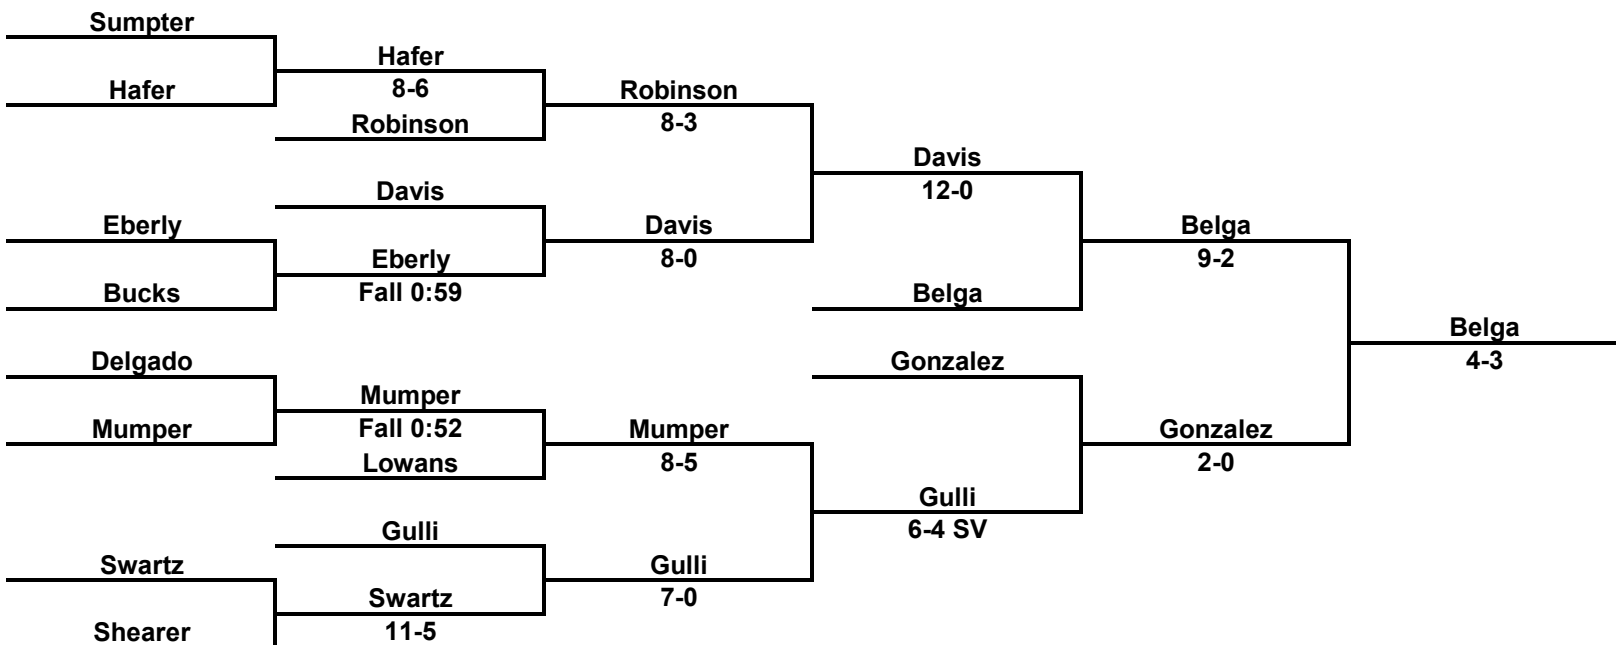 Sumpter
Hafer
Hafer
8-6
Robinson
8-3
Robinson
Davis
12-0
Davis
Eberly
Davis
8-0
Belga
9-2
Eberly
Fall 0:59
Bucks
Belga
Belga
4-3
Delgado
Gonzalez
Mumper
Fall 0:52
Mumper
Mumper
8-5
Gonzalez
2-0
Lowans
Gulli
6-4 SV
Gulli
Swartz
Gulli
7-0
Swartz
11-5
Shearer